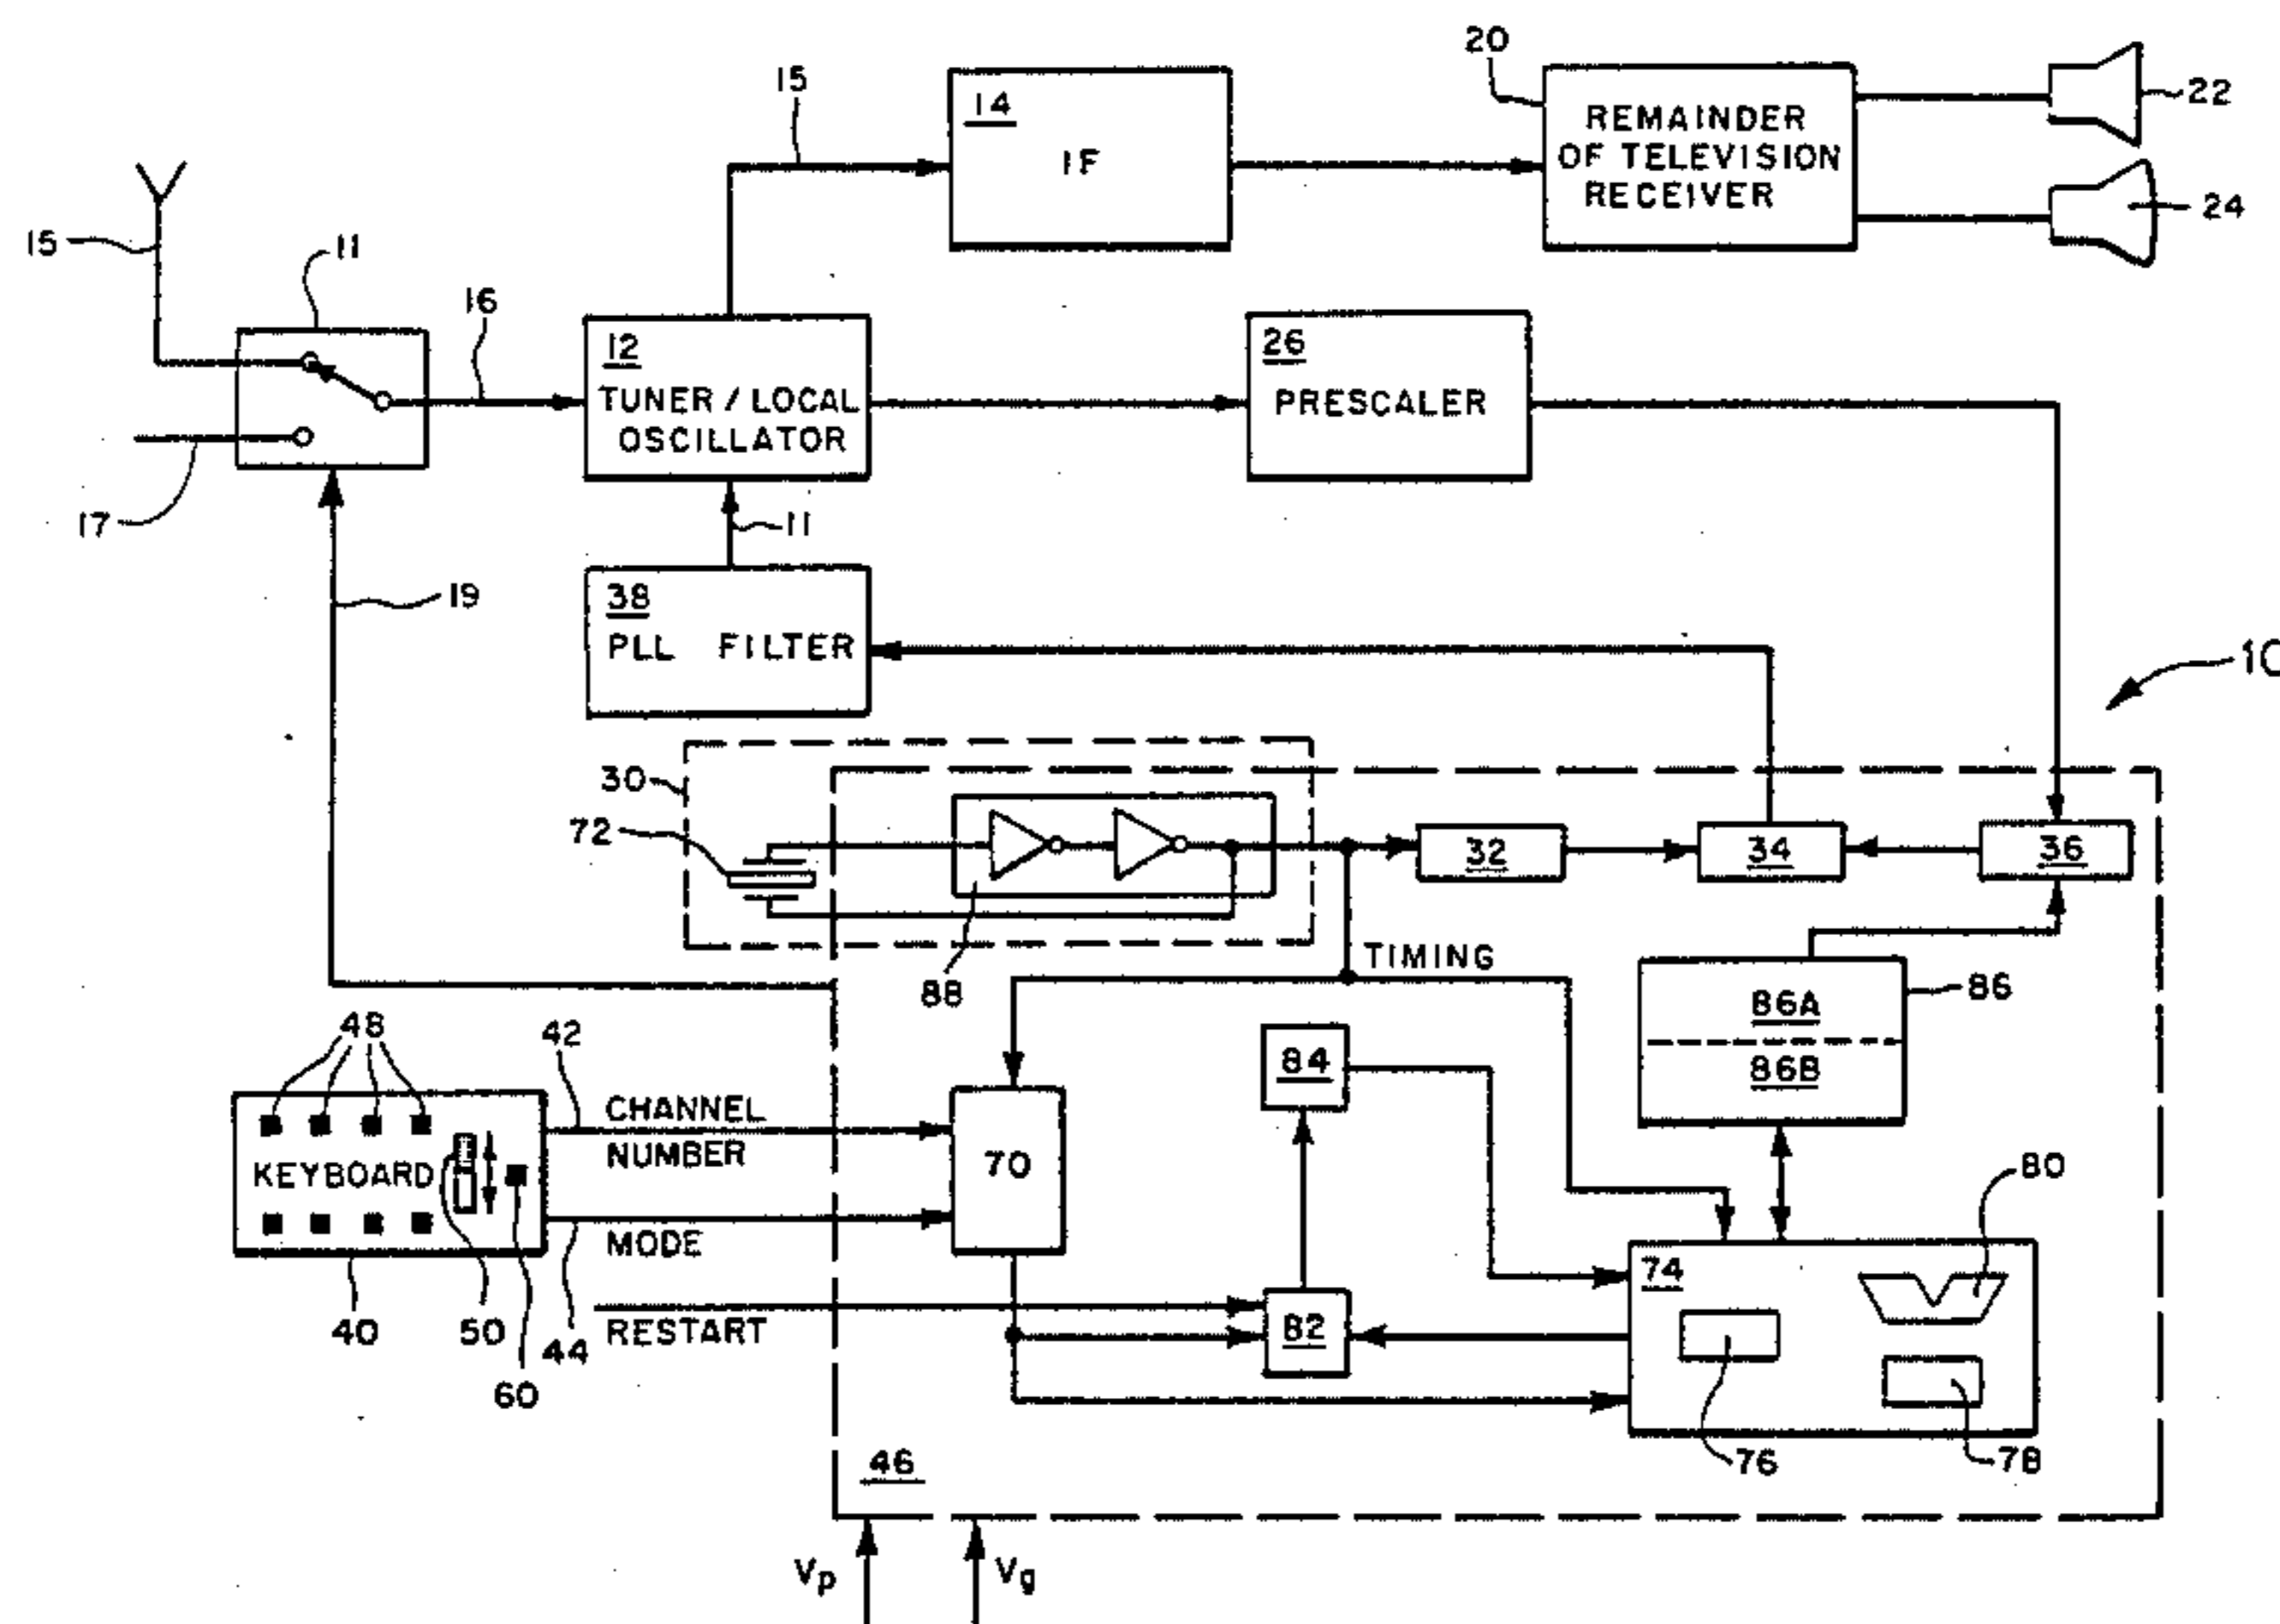 20
15
14
IF
REMAINDER
OF TELEVISION
RECEIVER
22
24
15
11
16
12
TUNER / LOCAL
OSCILLATOR
26
PRESCALER
17
11
19
38
PLL FILTER
10
30
72
88
32
34
36
TIMING
86A
86B
86
48
42
CHANNEL
NUMBER
KEYBOARD
70
84
80
MODE
74
RESTART
82
40
50
44
60
76
78
46
Vp
Vg